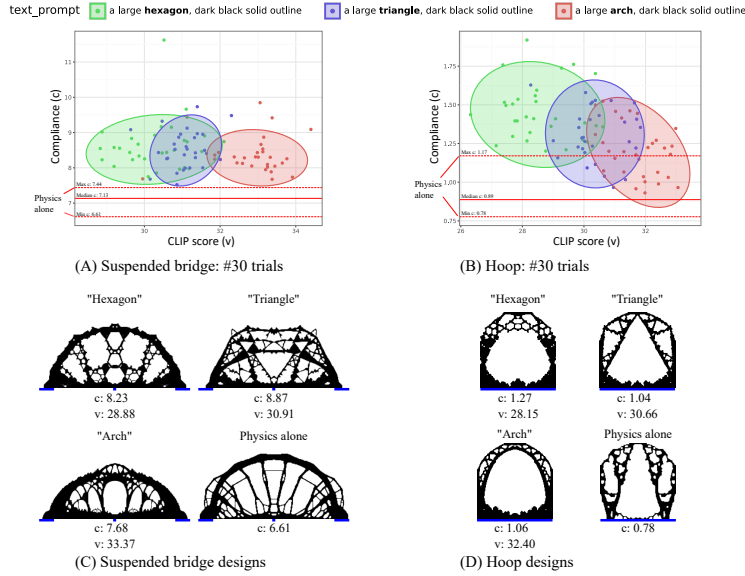 text_prompt a large hexagon, dark black solid outline a large triangle, dark black solid outline a large arch, dark black solid outline
Compliance (c)
11
10
9
8
7
Max c: 7.44
Median c: 7.13
Min c: 6.61
Physics
alone
30
32
34
CLIP score (v)
(A) Suspended bridge: #30 trials
Compliance (c)
1.75
1.50
1.25
1.00
0.75
Max c: 1.17
Median c: 0.89
Min c: 0.78
Physics
alone
26
28
30
32
CLIP score (v)
(B) Hoop: #30 trials
"Hexagon"
c: 8.23
v: 28.88
"Triangle"
c: 8.87
v: 30.91
"Arch"
c: 7.68
v: 33.37
Physics alone
c: 6.61
(C) Suspended bridge designs
"Hexagon"
c: 1.27
v: 28.15
"Triangle"
c: 1.04
v: 30.66
"Arch"
c: 1.06
v: 32.40
Physics alone
c: 0.78
(D) Hoop designs